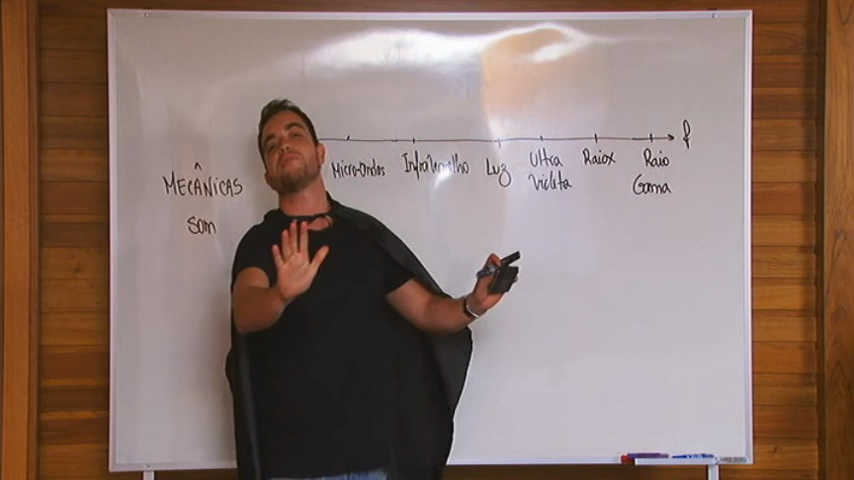 f
Micro-Ondas Infravermelho Luz Ultra Raiox Raio
Violeta Gama
MECÂNICAS
som